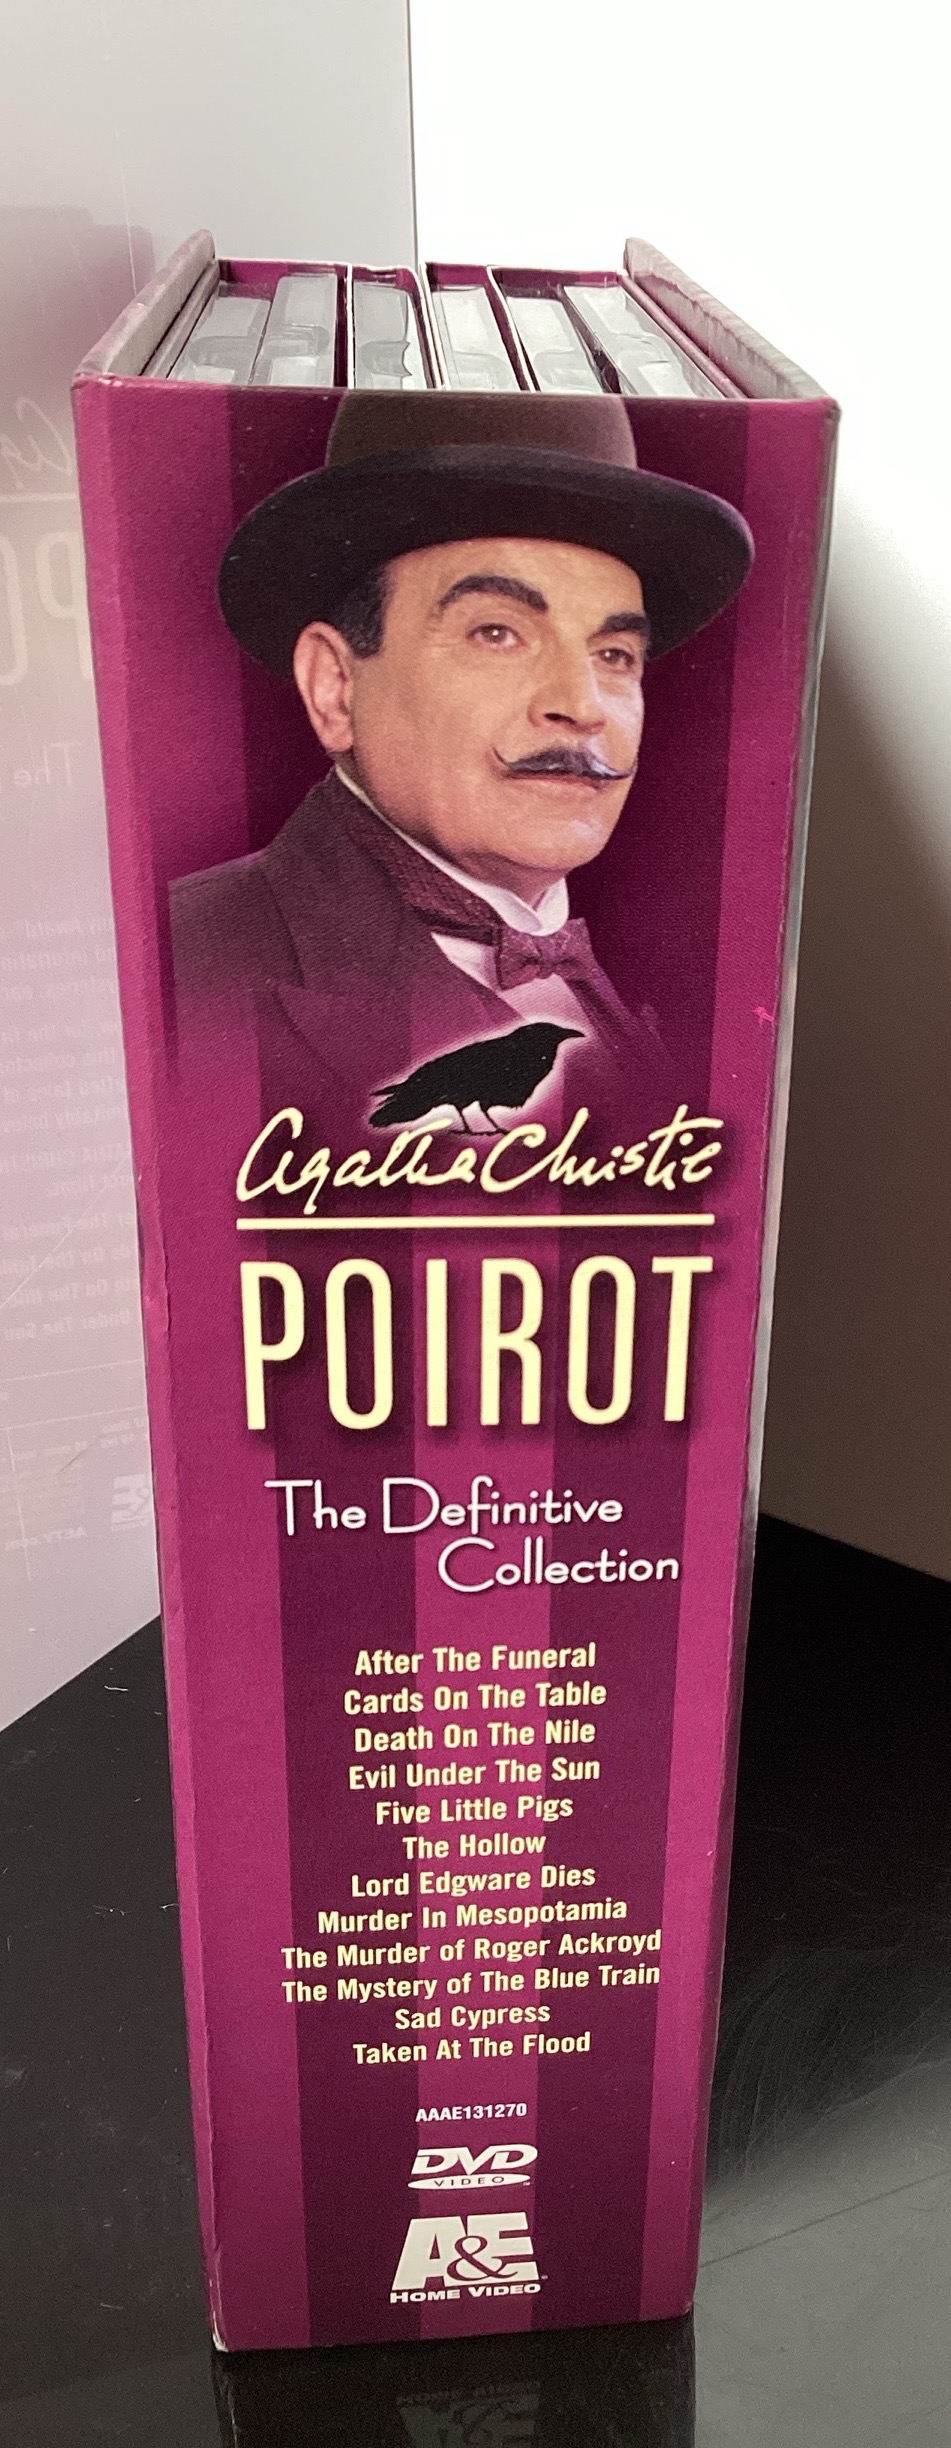 Agatha Christie
POIROT
The Definitive
Collection
After The Funeral
Cards On The Table
Death On The Nile
Evil Under The Sun
Five Little Pigs
The Hollow
Lord Edgware Dies
Murder In Mesopotamia
The Murder of Roger Ackroyd
The Mystery of The Blue Train
Sad Cypress
Taken At The Flood
AAAE131270
DVD
VIDEO
A&E
HOME VIDEO